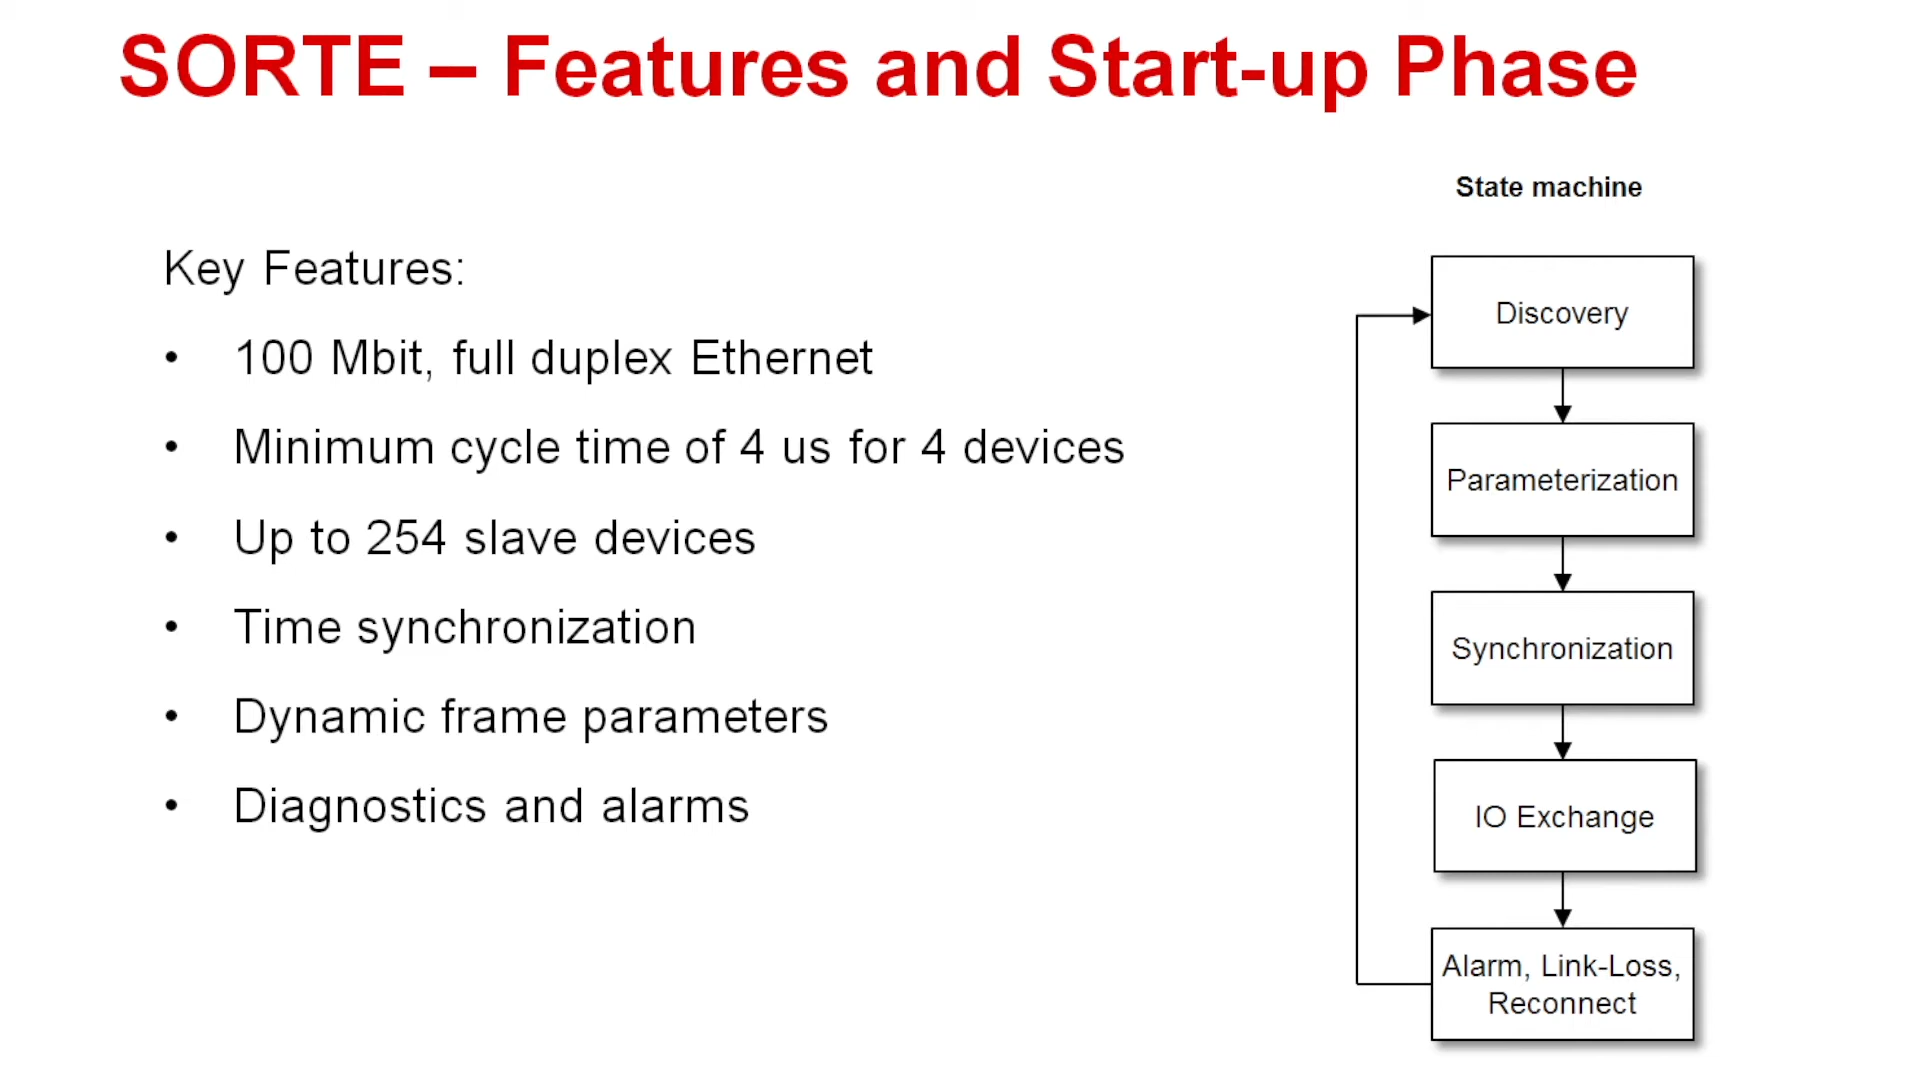 SORTE – Features and Start-up Phase
Key Features:
• 100 Mbit, full duplex Ethernet
• Minimum cycle time of 4 us for 4 devices
• Up to 254 slave devices
• Time synchronization
• Dynamic frame parameters
• Diagnostics and alarms
State machine
Discovery
Parameterization
Synchronization
IO Exchange
Alarm, Link-Loss,
Reconnect